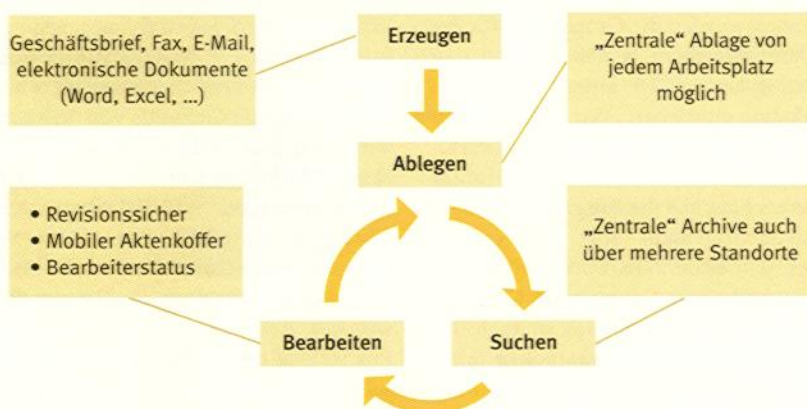 Geschäftsbrief, Fax, E-Mail,
elektronische Dokumente
(Word, Excel, ...)
Erzeugen
„Zentrale“ Ablage von
jedem Arbeitsplatz
möglich
Ablegen
• Revisionssicher
• Mobiler Aktenkoffer
• Bearbeiterstatus
„Zentrale“ Archive auch
über mehrere Standorte
Bearbeiten
Suchen